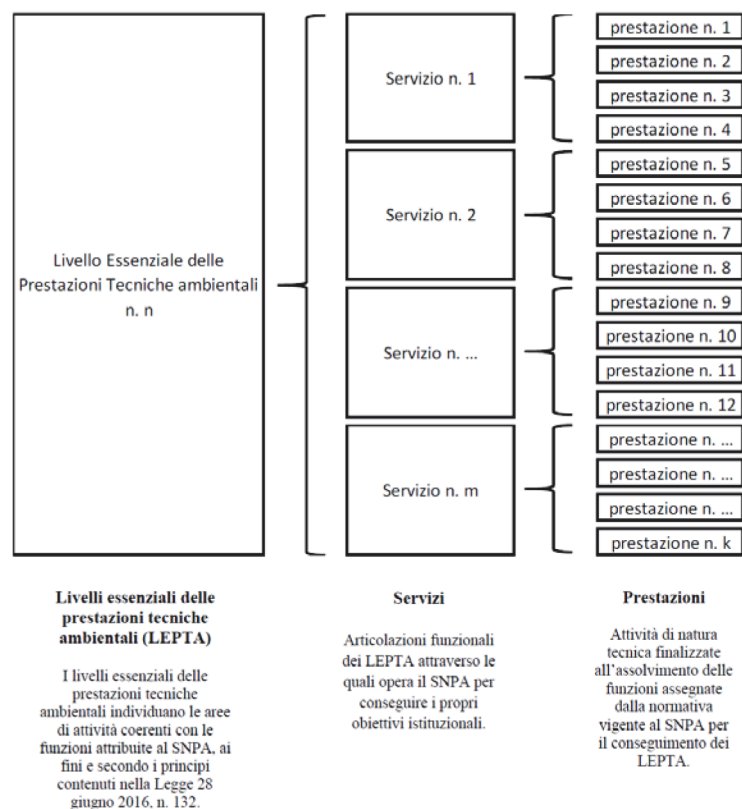 Livello Essenziale delle
Prestazioni Tecniche ambientali
n. n
Servizio n. 1
Servizio n. 2
Servizio n. ...
Servizio n. m
prestazione n. 1
prestazione n. 2
prestazione n. 3
prestazione n. 4
prestazione n. 5
prestazione n. 6
prestazione n. 7
prestazione n. 8
prestazione n. 9
prestazione n. 10
prestazione n. 11
prestazione n. 12
prestazione n. ...
prestazione n. ...
prestazione n. ...
prestazione n. k
Livelli essenziali delle
prestazioni tecniche
ambientali (LEPTA)
I livelli essenziali delle
prestazioni tecniche
ambientali individuano le aree
di attività coerenti con le
funzioni attribuite al SNPA, ai
fini e secondo i principi
contenuti nella Legge 28
giugno 2016, n. 132.
Servizi
Articolazioni funzionali
dei LEPTA attraverso le
quali opera il SNPA per
conseguire i propri
obiettivi istituzionali.
Prestazioni
Attività di natura
tecnica finalizzate
all'assolvimento delle
funzioni assegnate
dalla normativa
vigente al SNPA per
il conseguimento dei
LEPTA.